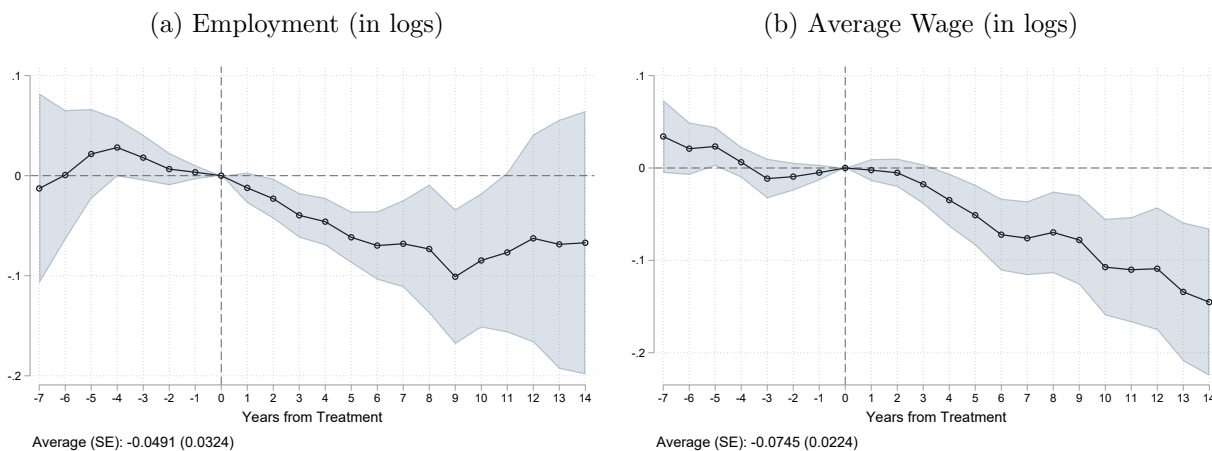 (a) Employment (in logs)
(b) Average Wage (in logs)
.1
0
-.1
-.2
-7 -6 -5 -4 -3 -2 -1 0 1 2 3 4 5 6 7 8 9 10 11 12 13 14
Years from Treatment
Average (SE): -0.0491 (0.0324)
.1
0
-.1
-.2
-7 -6 -5 -4 -3 -2 -1 0 1 2 3 4 5 6 7 8 9 10 11 12 13 14
Years from Treatment
Average (SE): -0.0745 (0.0224)